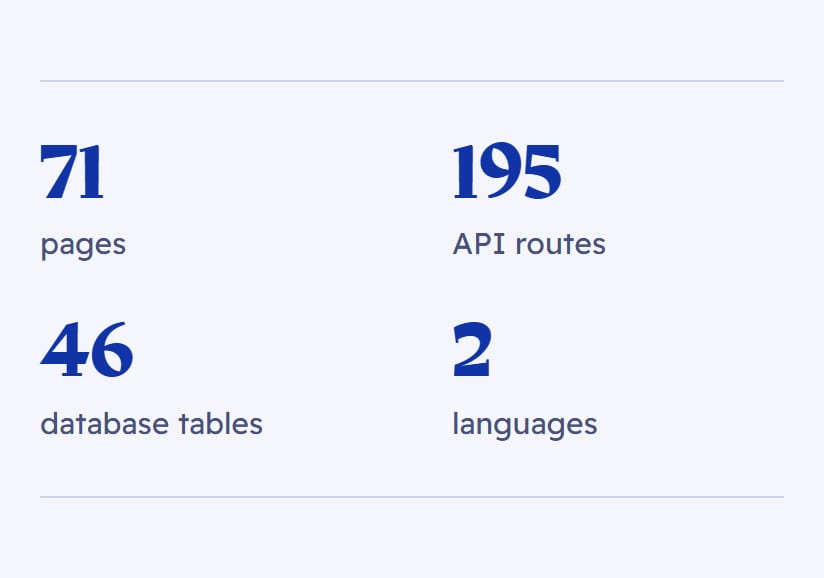 71
195
pages
API routes
46
2
database tables
languages